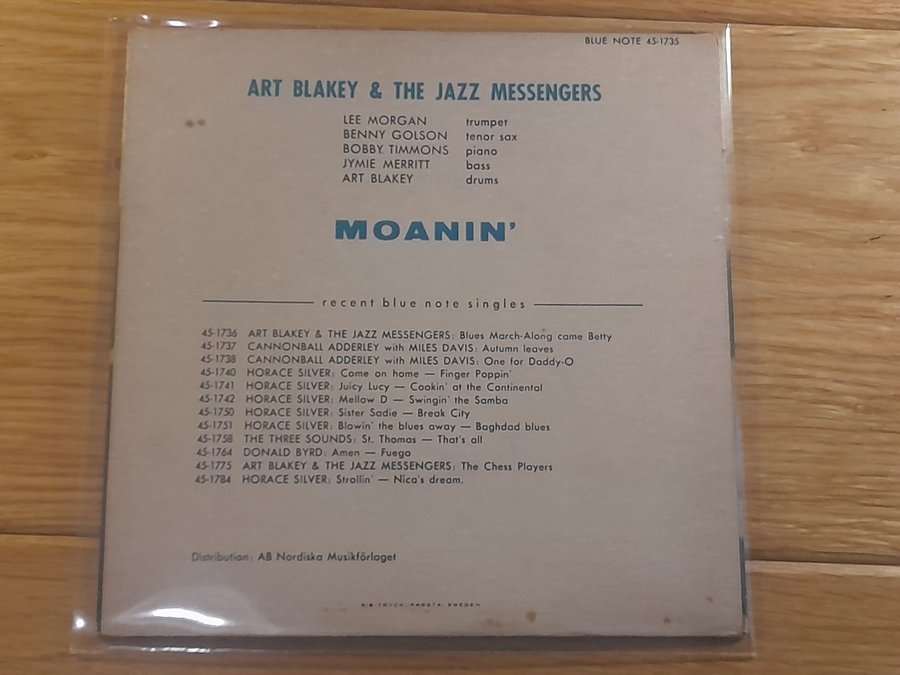 BLUE NOTE 45-1735
ART BLAKEY & THE JAZZ MESSENGERS
LEE MORGAN trumpet
BENNY GOLSON tenor sax
BOBBY TIMMONS piano
JYMIE MERRITT bass
ART BLAKEY drums
MOANIN'
recent blue note singles
45-1736 ART BLAKEY & THE JAZZ MESSENGERS: Blues March-Along came Betty
45-1737 CANNONBALL ADDERLEY with MILES DAVIS: Autumn leaves
45-1738 CANNONBALL ADDERLEY with MILES DAVIS: One for Daddy-O
45-1740 HORACE SILVER: Come on home — Finger Poppin'
45-1741 HORACE SILVER: Juicy Lucy — Cookin' at the Continental
45-1742 HORACE SILVER: Mellow D — Swingin' the Samba
45-1750 HORACE SILVER: Sister Sadie — Break City
45-1751 HORACE SILVER: Blowin' the blues away — Baghdad blues
45-1758 THE THREE SOUNDS: St. Thomas — That's all
45-1764 DONALD BYRD: Amen — Fuego
45-1775 ART BLAKEY & THE JAZZ MESSENGERS: The Chess Players
45-1784 HORACE SILVER: Strollin' — Nica's dream.
Distribution: AB Nordiska Musikförlaget
TRYCK, FARSTA, SWEDEN